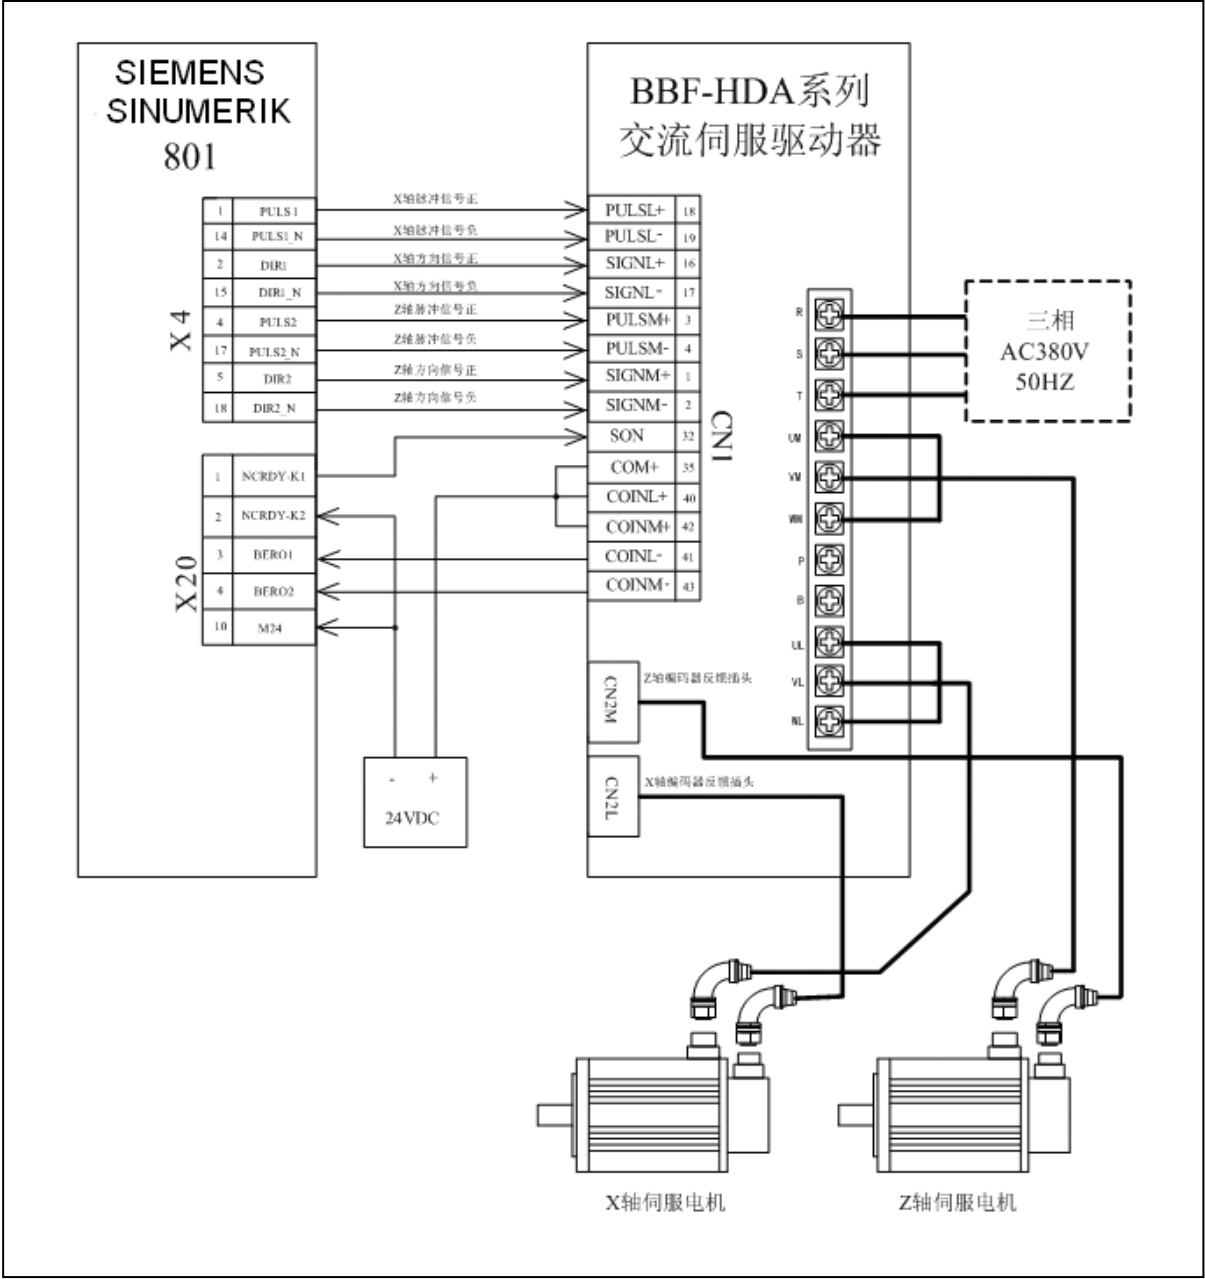 SIEMENS
SINUMERIK
801
BBF-HDA系列
交流伺服驱动器
X4
1 PULS1
14 PULS1_N
2 DIR1
15 DIR1_N
4 PULS2
17 PULS2_N
5 DIR2
18 DIR2_N
X20
1 NCRDY-K1
2 NCRDY-K2
3 BERO1
4 BERO2
10 M24
X轴脉冲信号正
X轴脉冲信号负
X轴方向信号正
X轴方向信号负
Z轴脉冲信号正
Z轴脉冲信号负
Z轴方向信号正
Z轴方向信号负
PULSL+ 18
PULSL- 19
SIGNL+ 16
SIGNL- 17
PULSM+ 3
PULSM- 4
SIGNM+ 1
SIGNM- 2
SON 32
COM+ 35
COINL+ 40
COINM+ 42
COINL- 41
COINM- 43
CN1
R
S
T
UM
VM
WM
P
B
UL
VL
WL
三相
AC380V
50HZ
CN2M
Z轴编码器反馈插头
CN2L
X轴编码器反馈插头
- +
24VDC
X轴伺服电机
Z轴伺服电机